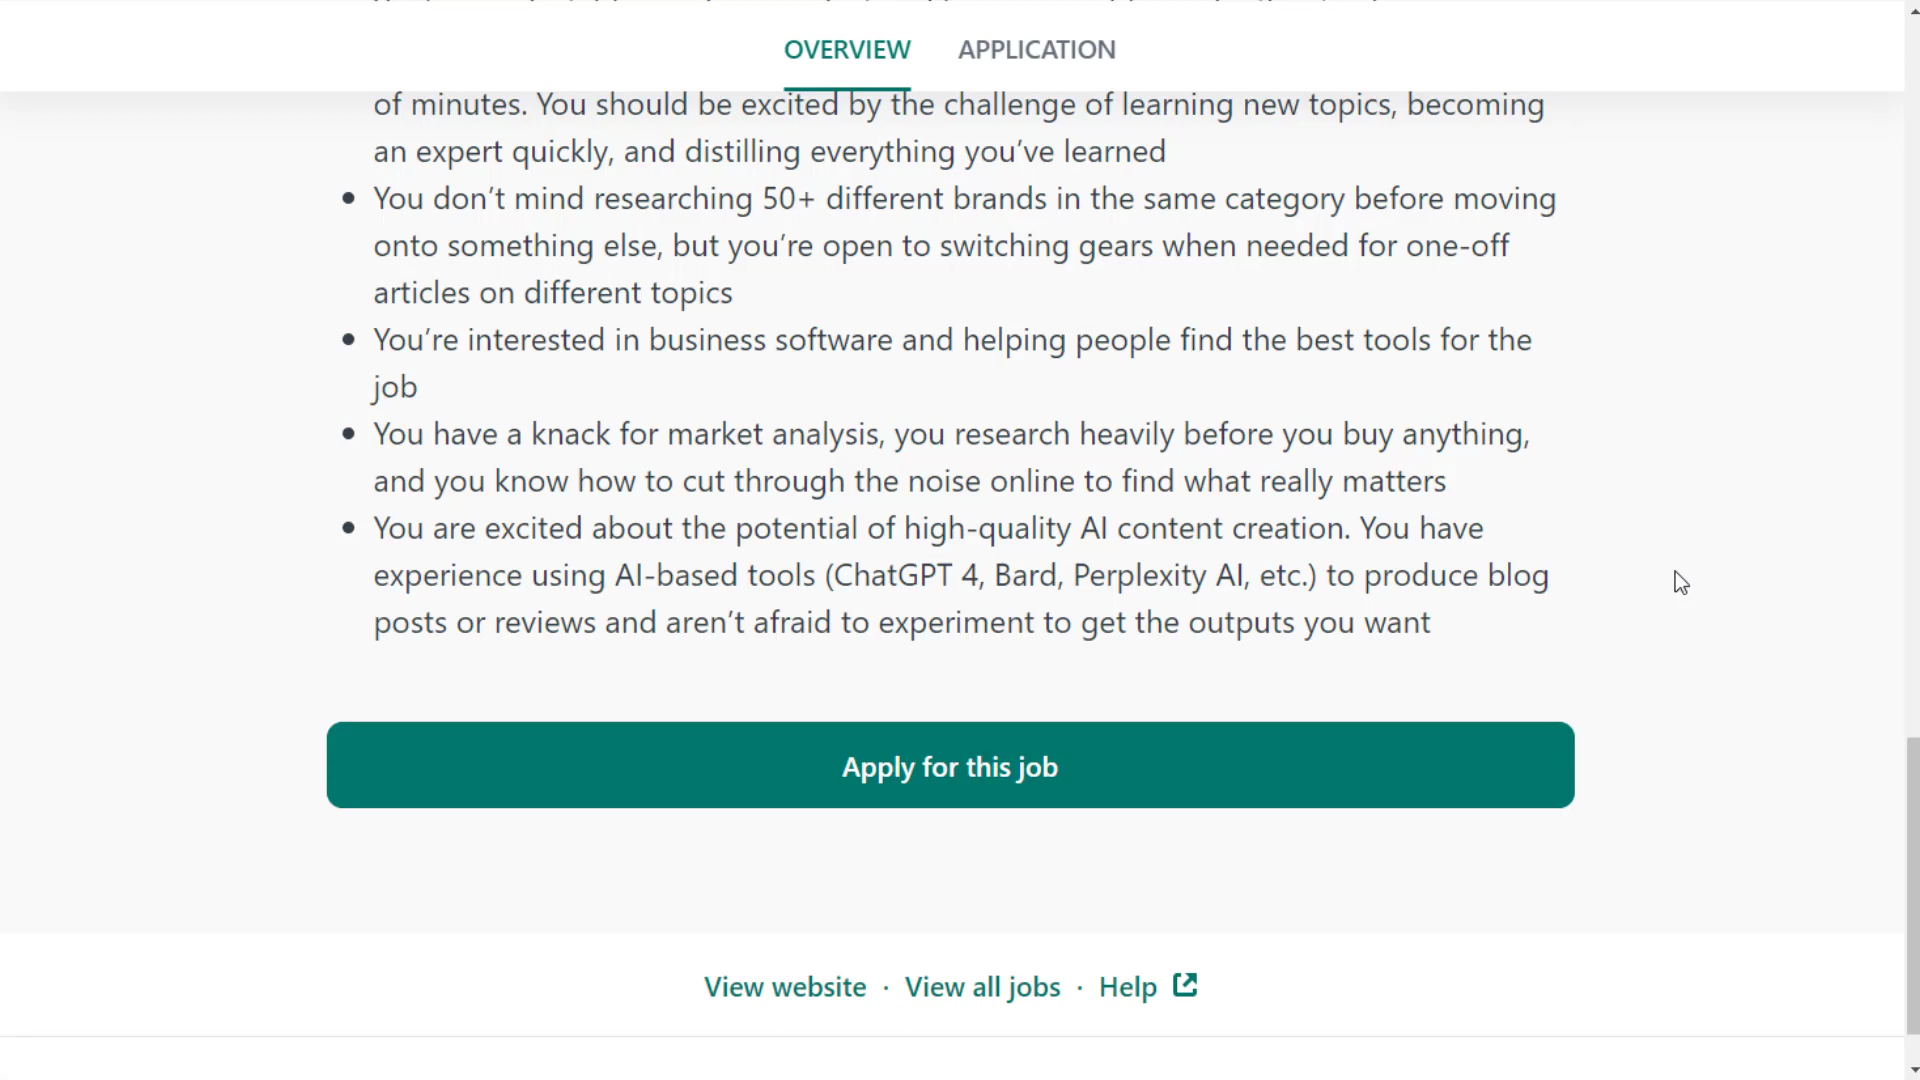 OVERVIEW APPLICATION
of minutes. You should be excited by the challenge of learning new topics, becoming
an expert quickly, and distilling everything you’ve learned
You don’t mind researching 50+ different brands in the same category before moving
onto something else, but you’re open to switching gears when needed for one-off
articles on different topics
You’re interested in business software and helping people find the best tools for the
job
You have a knack for market analysis, you research heavily before you buy anything,
and you know how to cut through the noise online to find what really matters
You are excited about the potential of high-quality AI content creation. You have
experience using AI-based tools (ChatGPT 4, Bard, Perplexity AI, etc.) to produce blog
posts or reviews and aren’t afraid to experiment to get the outputs you want
Apply for this job
View website · View all jobs · Help